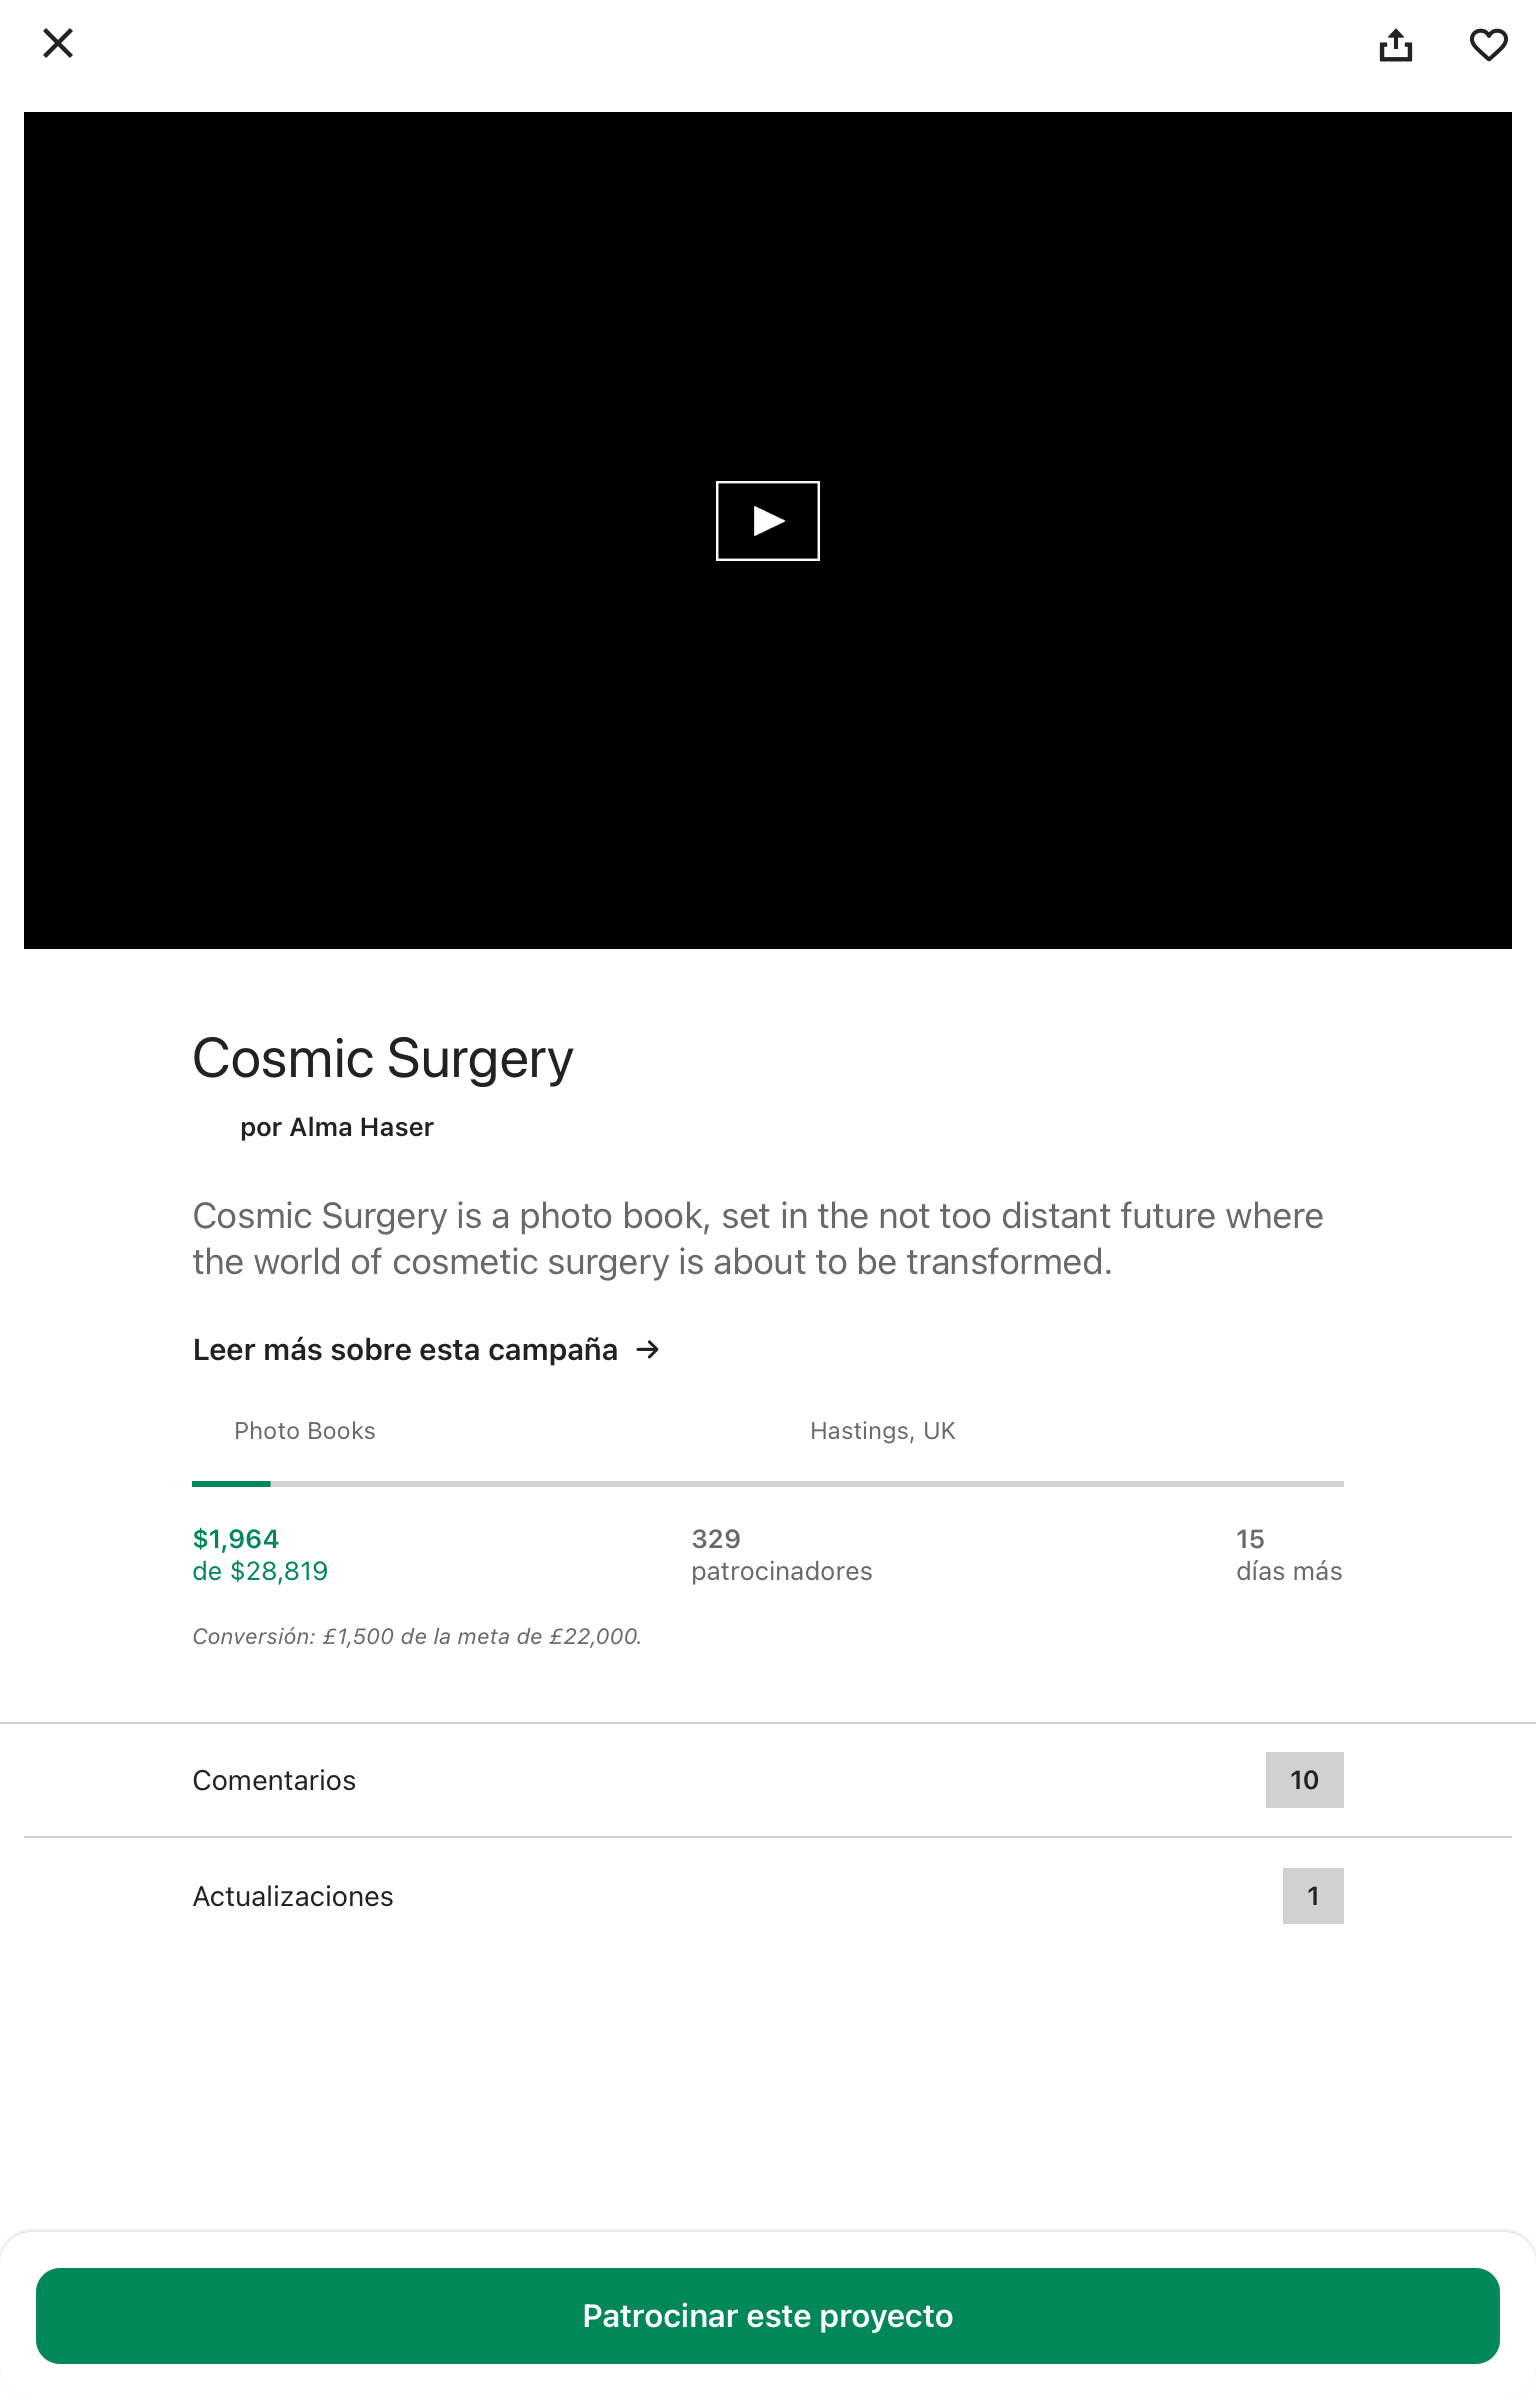 Cosmic Surgery
por Alma Haser
Cosmic Surgery is a photo book, set in the not too distant future where
the world of cosmetic surgery is about to be transformed.
Leer más sobre esta campaña →
Photo Books
Hastings, UK
$1,964
de $28,819
329
patrocinadores
15
días más
Conversión: £1,500 de la meta de £22,000.
Comentarios
10
Actualizaciones
1
Patrocinar este proyecto